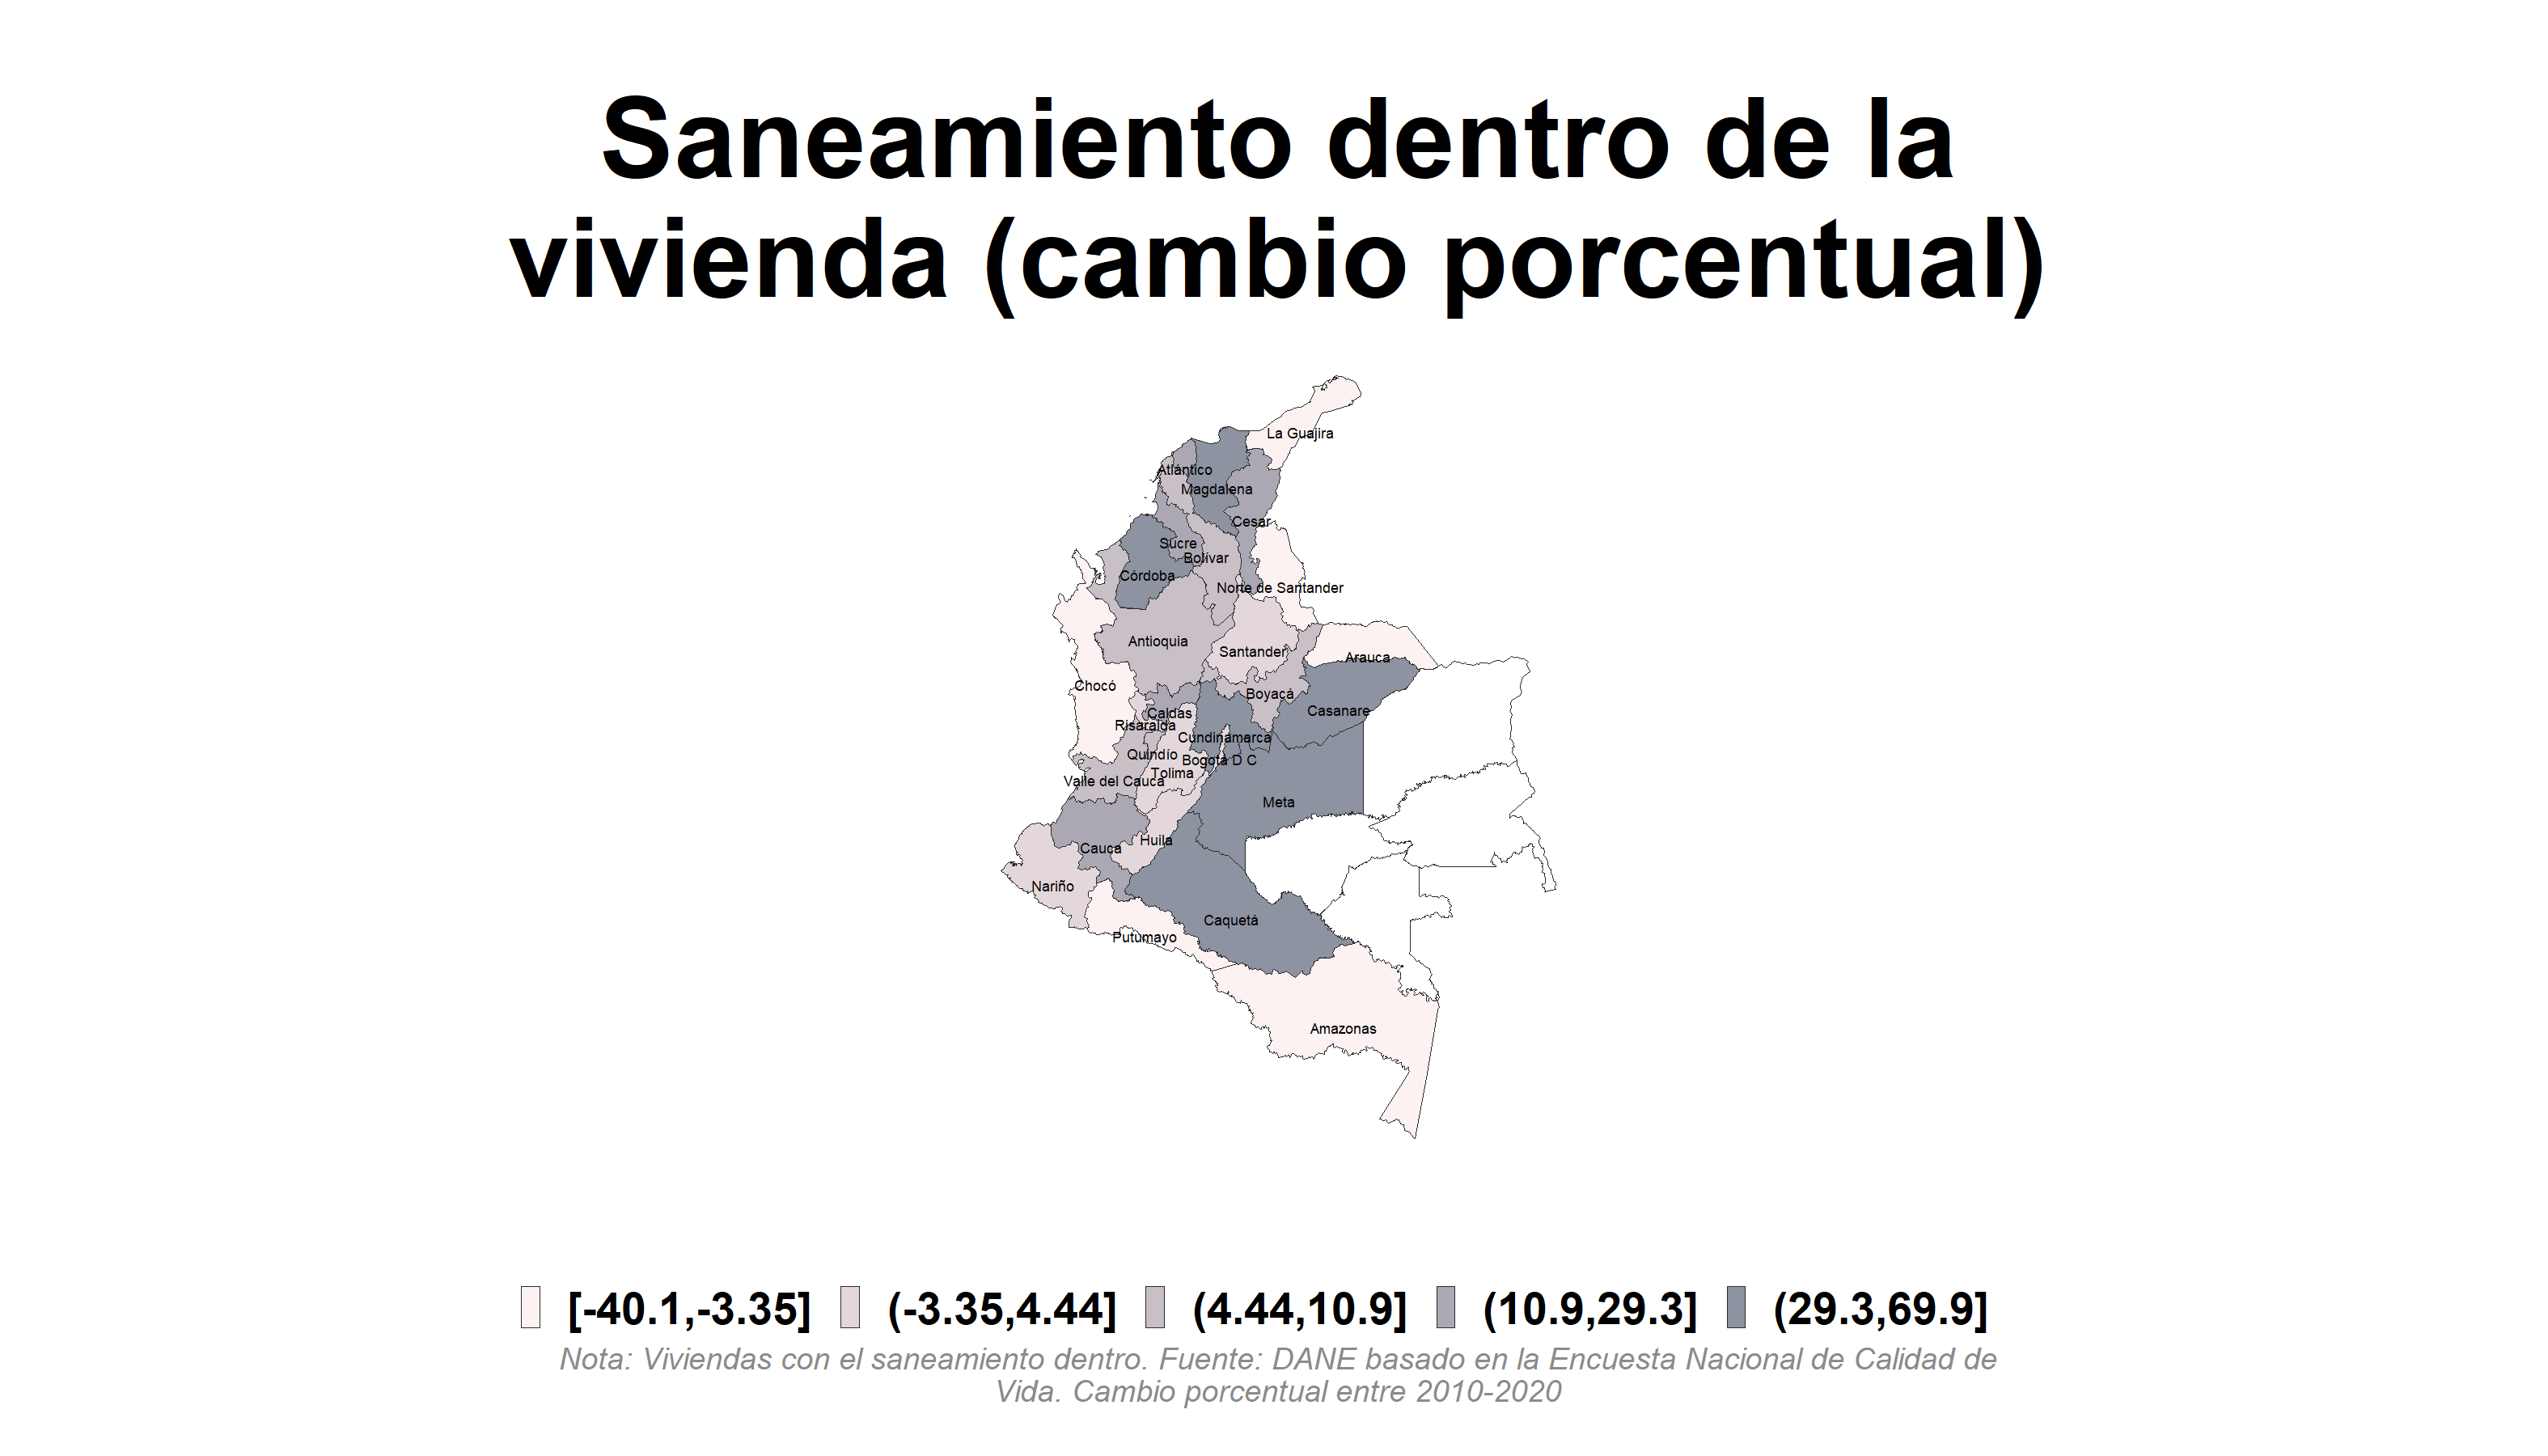 Saneamiento dentro de la
vivienda (cambio porcentual)
La Guajira
Atlántico
Magdalena
Cesar
Sucre
Bolívar
Córdoba
Norte de Santander
Antioquia
Santander
Arauca
Chocó
Boyacá
Casanare
Caldas
Risaralda
Cundinamarca
Quindío
Bogotá D C
Tolima
Valle del Cauca
Meta
Huila
Cauca
Nariño
Caquetá
Putumayo
Amazonas
[-40.1,-3.35] (-3.35,4.44] (4.44,10.9] (10.9,29.3] (29.3,69.9]
Nota: Viviendas con el saneamiento dentro. Fuente: DANE basado en la Encuesta Nacional de Calidad de
Vida. Cambio porcentual entre 2010-2020